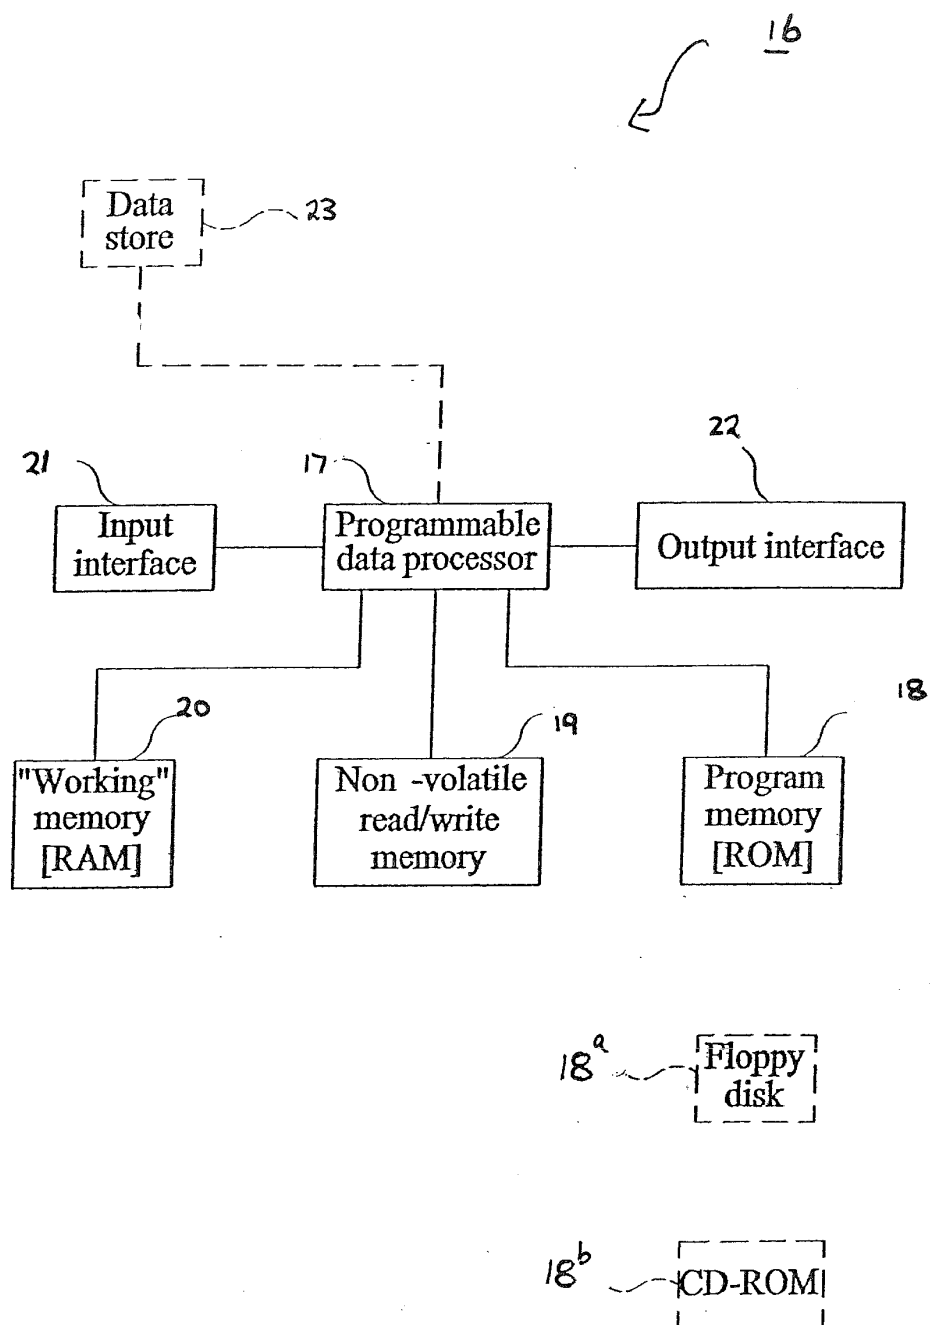 16
Data
store
23
22
21
17
Input
interface
Programmable
data processor
Output interface
20
19
18
"Working"
memory
[RAM]
Non -volatile
read/write
memory
Program
memory
[ROM]
18a
Floppy
disk
18b
CD-ROM